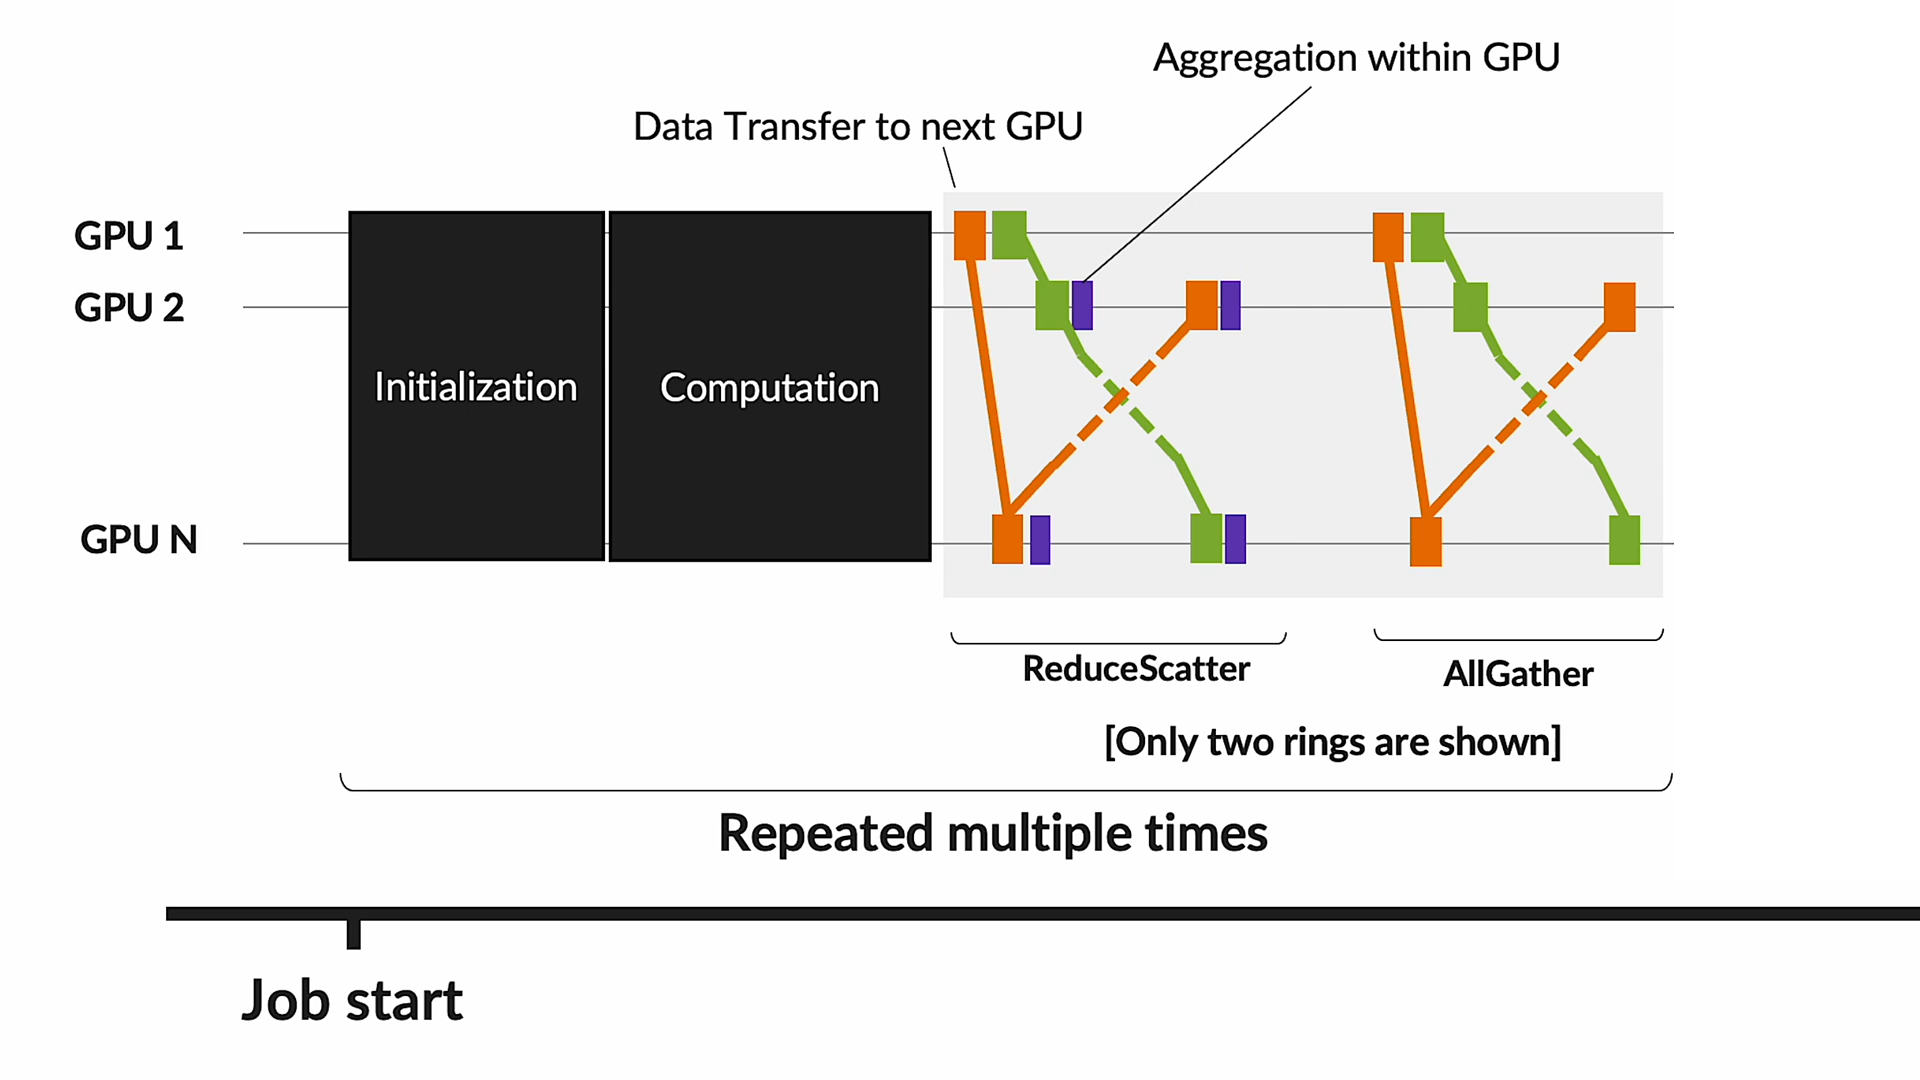 Aggregation within GPU
Data Transfer to next GPU
GPU 1
GPU 2
Initialization
Computation
GPU N
ReduceScatter
AllGather
[Only two rings are shown]
Repeated multiple times
Job start